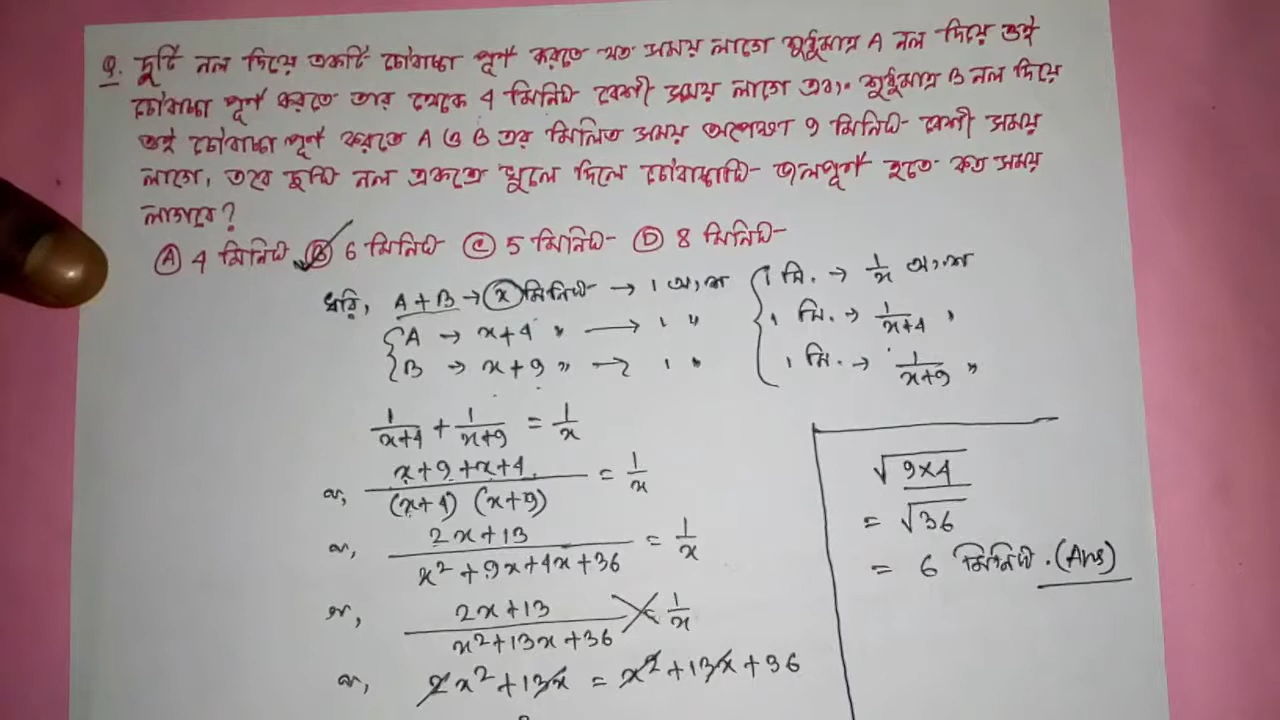 Q. দুটি নল দিয়ে একটি চৌবাচ্চা পূর্ণ করতে যত সময় লাগে শুধুমাত্র A নল দিয়ে ওই
চৌবাচ্চা পূর্ণ করতে তার থেকে 4 মিনিট বেশী সময় লাগে এবং শুধুমাত্র B নল দিয়ে
ওই চৌবাচ্চা পূর্ণ করতে A ও B এর মিলিত সময় অপেক্ষা 9 মিনিট বেশী সময়
লাগে, তবে দুটি নল একত্রে খুলে দিলে চৌবাচ্চাটি জলপূর্ণ হতে কত সময়
লাগবে?
Ⓐ 4 মিনিট Ⓑ 6 মিনিট Ⓒ 5 মিনিট Ⓓ 8 মিনিট
ধরি, A + B → x মিনিট → 1 অংশ { 1 মি. → 1/x অংশ
{ A → x+4 " → 1 " 1 মি. → 1/(x+4) "
B → x+9 " → 1 " 1 মি. → 1/(x+9) "
1/(x+4) + 1/(x+9) = 1/x
বা, (x+9+x+4)/((x+4) (x+9)) = 1/x
বা, (2x+13)/(x²+9x+4x+36) = 1/x
বা, (2x+13)/(x²+13x+36) = 1/x
বা, 2x²+13x = x²+13x+36
√(9×4)
= √36
= 6 মিনিট. (Ans)